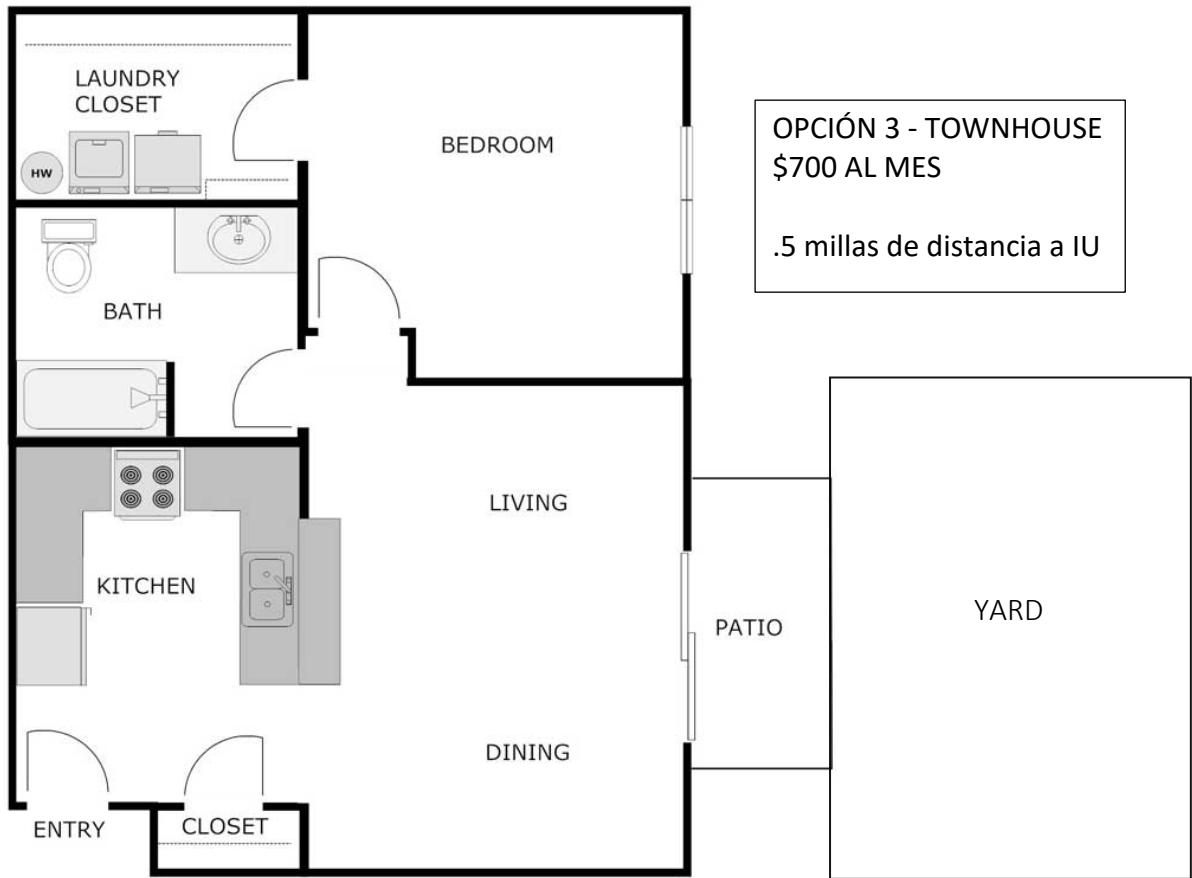 LAUNDRY
CLOSET
HW
BEDROOM
OPCIÓN 3 - TOWNHOUSE
$700 AL MES
.5 millas de distancia a IU
BATH
LIVING
KITCHEN
PATIO
YARD
DINING
ENTRY
CLOSET